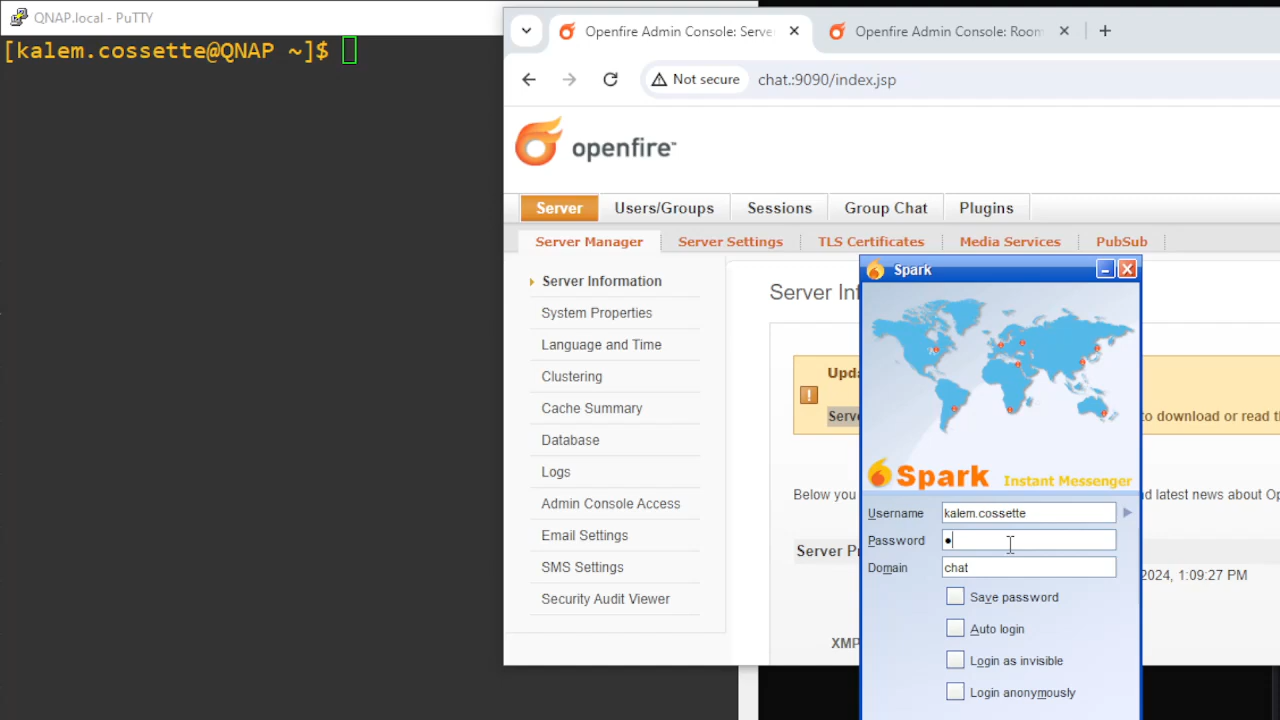 QNAP.local - PuTTY
[kalem.cossette@QNAP ~]$
Openfire Admin Console: Serve
Openfire Admin Console: Room
Not secure
chat.:9090/index.jsp
openfire
Server
Users/Groups
Sessions
Group Chat
Plugins
Server Manager
Server Settings
TLS Certificates
Media Services
PubSub
Server Information
System Properties
Language and Time
Clustering
Cache Summary
Database
Logs
Admin Console Access
Email Settings
SMS Settings
Security Audit Viewer
Server Inf
Upda
Serve
to download or read th
Below you
d latest news about Op
Server Pr
2024, 1:09:27 PM
XMP
Spark
Spark Instant Messenger
Username kalem.cossette
Password
Domain chat
Save password
Auto login
Login as invisible
Login anonymously